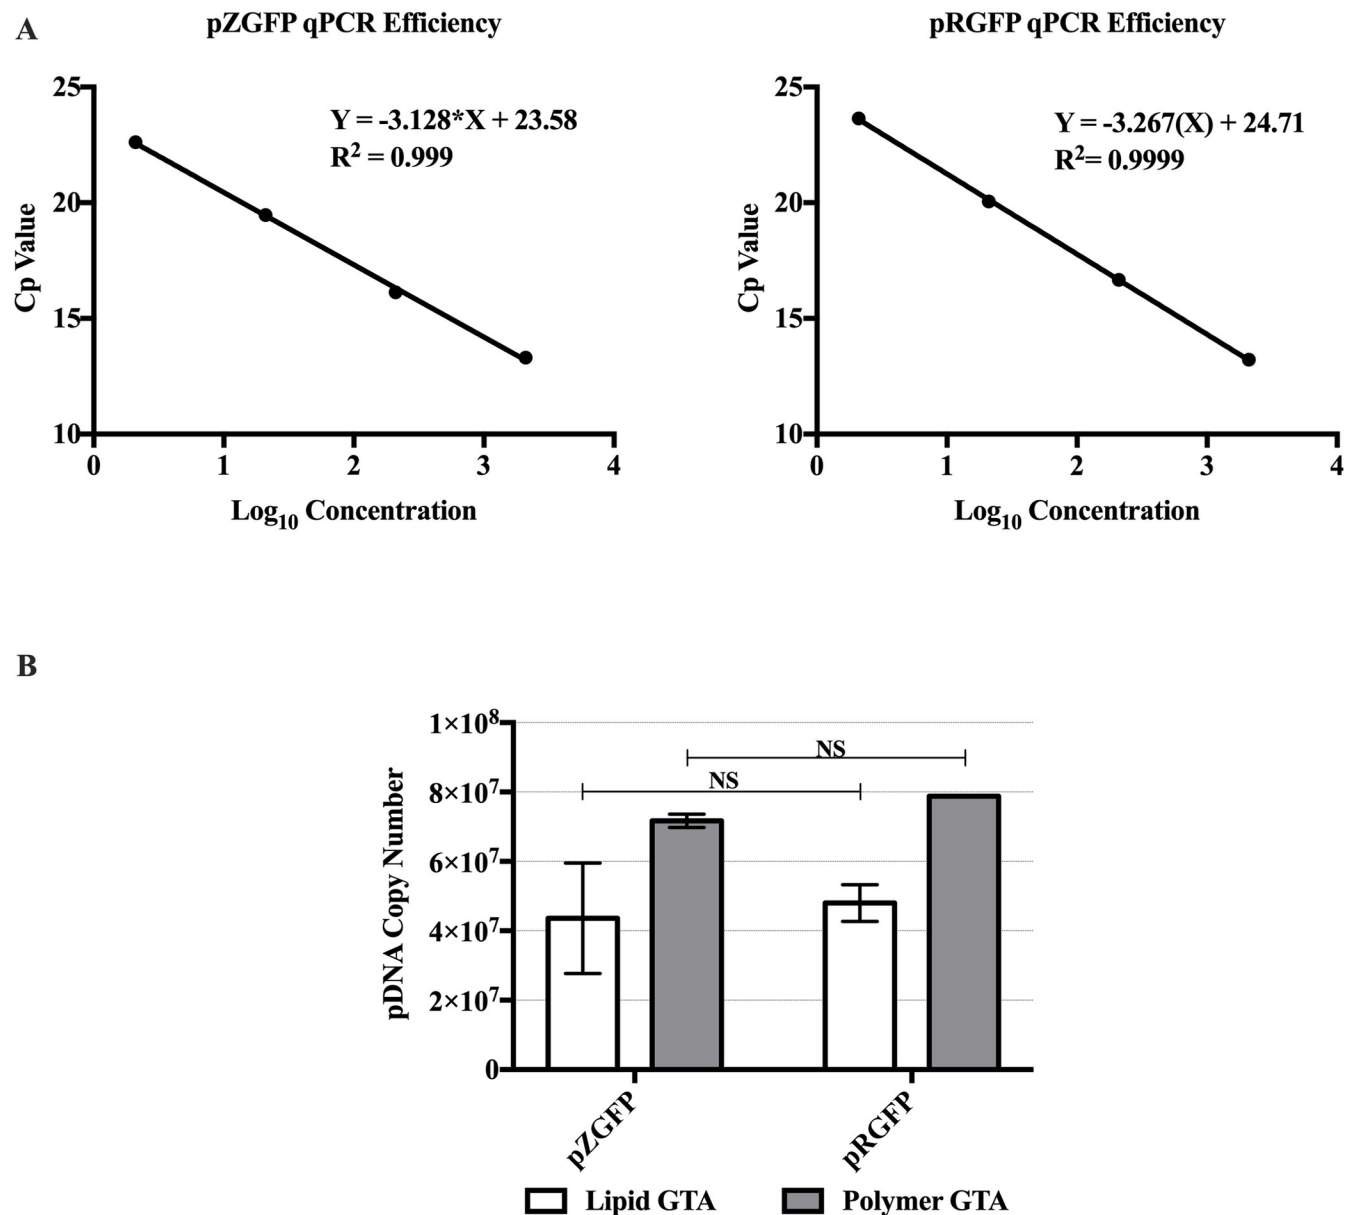 A
pZGFP qPCR Efficiency
25
20
15
10
Cp Value
Y = -3.128*X + 23.58
R² = 0.999
0 1 2 3 4
Log₁₀ Concentration
pRGFP qPCR Efficiency
25
20
15
10
Cp Value
Y = -3.267(X) + 24.71
R²= 0.9999
0 1 2 3 4
Log₁₀ Concentration
B
pDNA Copy Number
1×10⁸
8×10⁷
6×10⁷
4×10⁷
2×10⁷
0
NS
NS
pZGFP
pRGFP
Lipid GTA
Polymer GTA